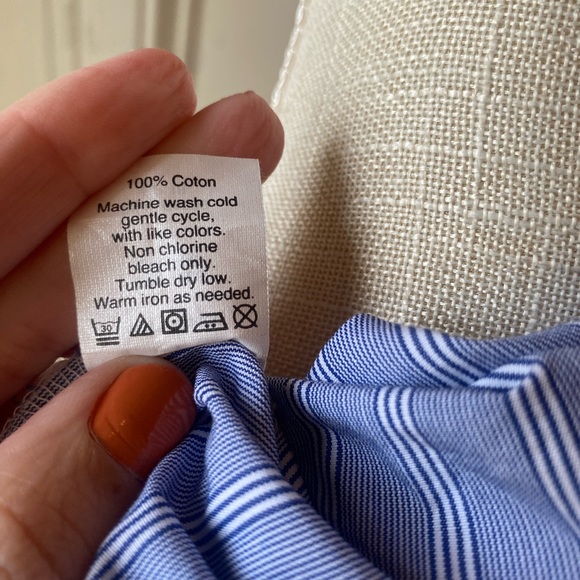 100% Coton
Machine wash cold
gentle cycle,
with like colors.
Non chlorine
bleach only.
Tumble dry low.
Warm iron as needed.
30